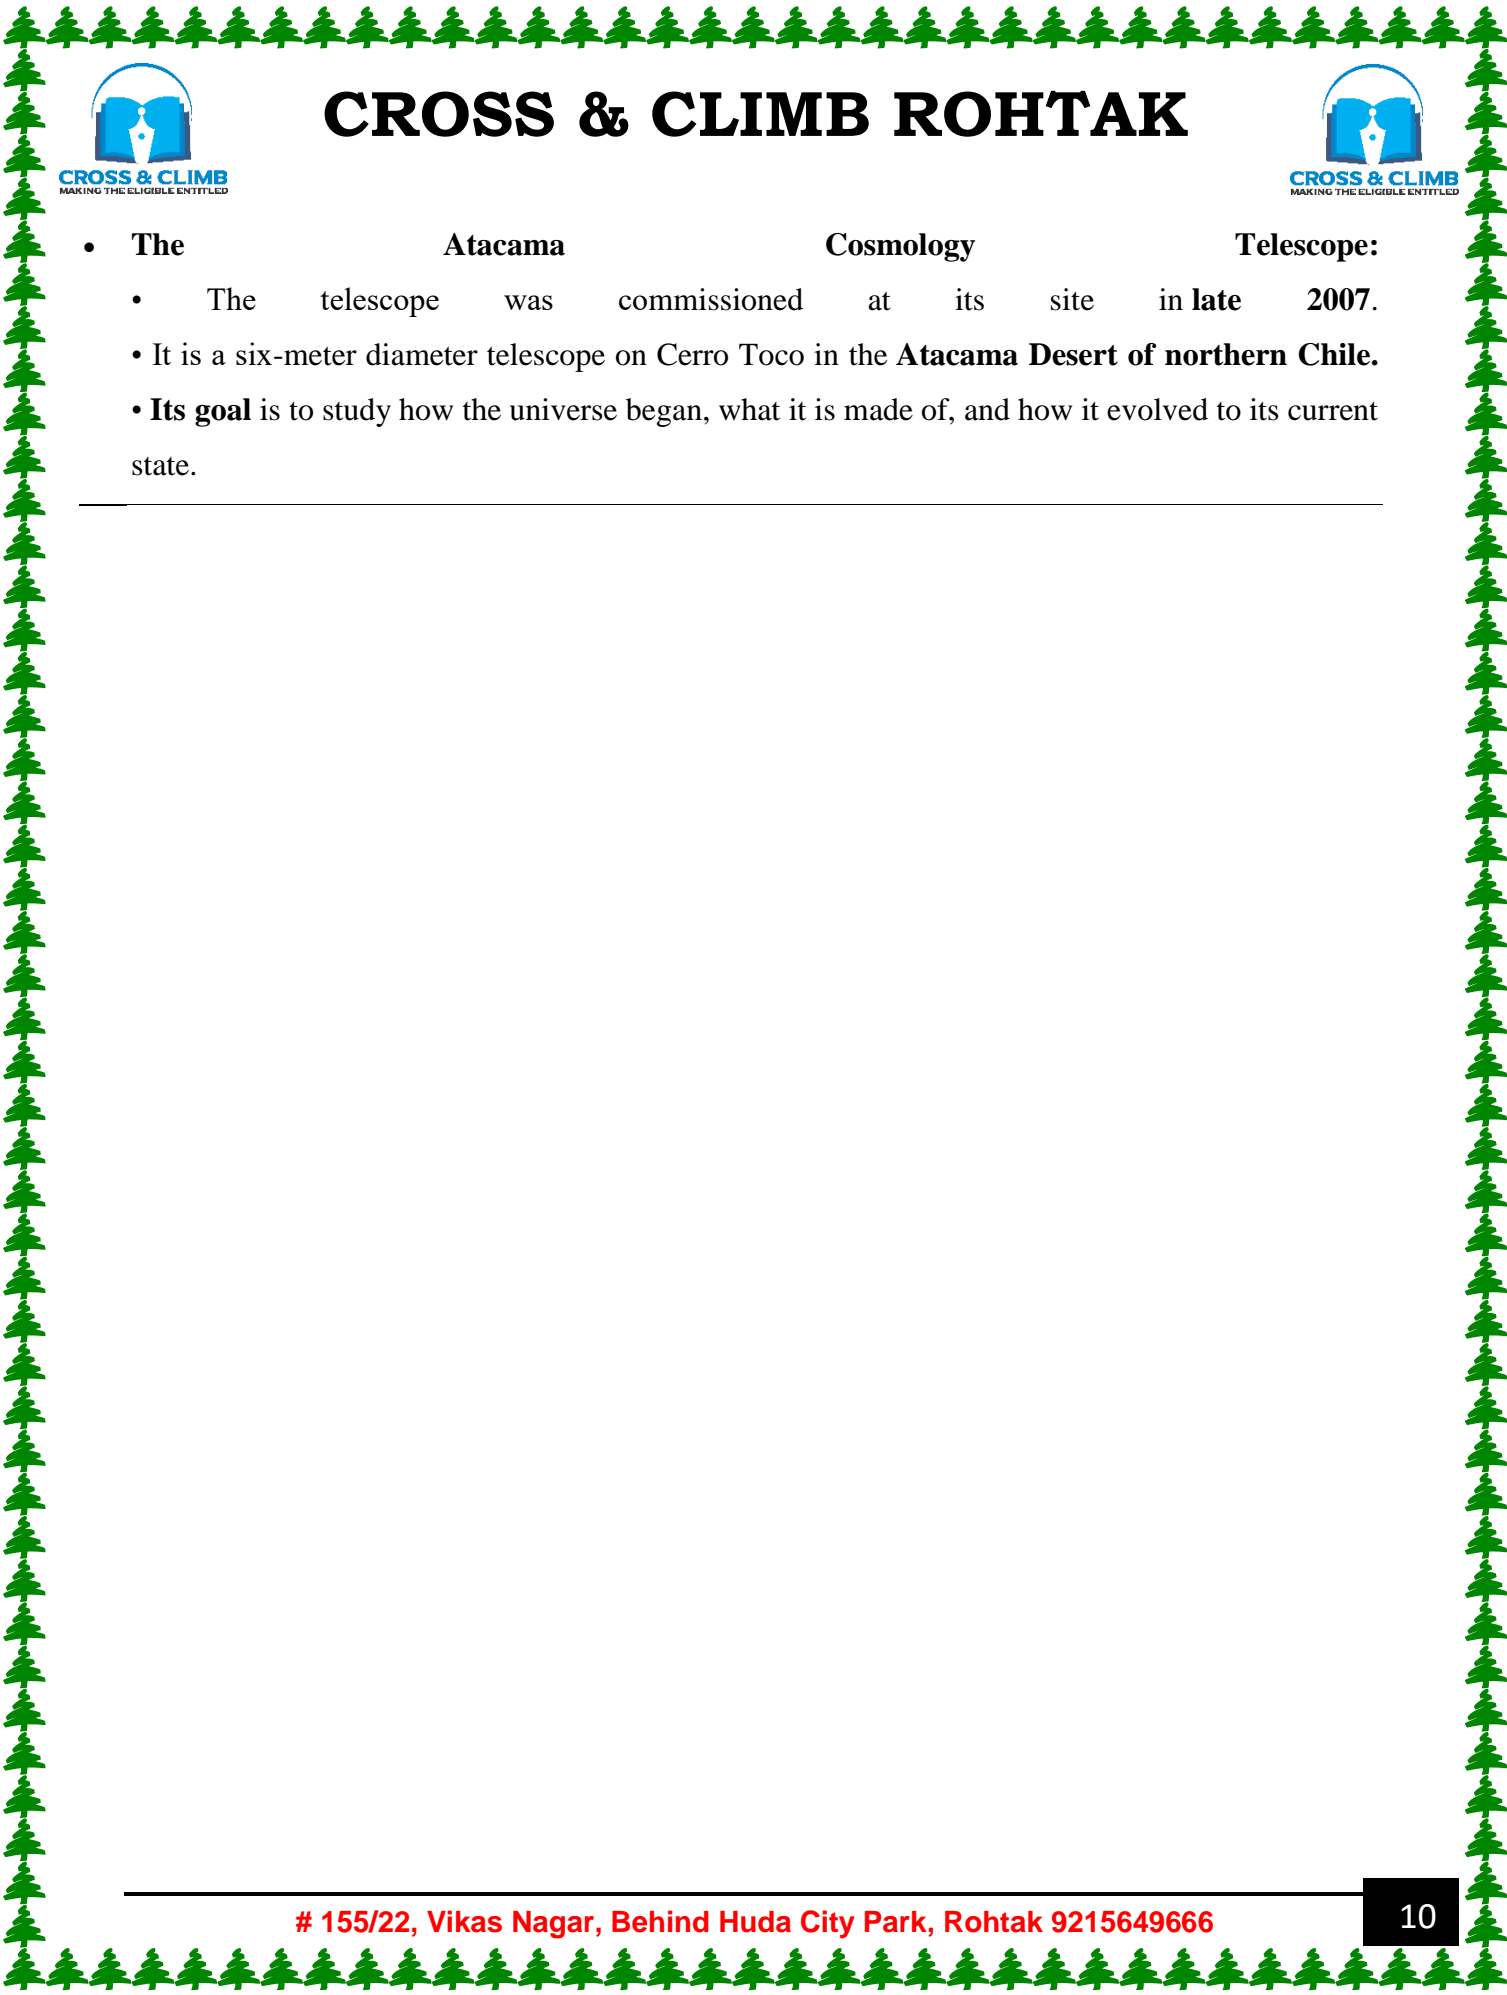 CROSS & CLIMB ROHTAK
CROSS & CLIMB
MAKING THE ELIGIBLE ENTITLED
CROSS & CLIMB
MAKING THE ELIGIBLE ENTITLED
• The Atacama Cosmology Telescope:
• The telescope was commissioned at its site in late 2007.
• It is a six-meter diameter telescope on Cerro Toco in the Atacama Desert of northern Chile.
• Its goal is to study how the universe began, what it is made of, and how it evolved to its current
state.
# 155/22, Vikas Nagar, Behind Huda City Park, Rohtak 9215649666
10